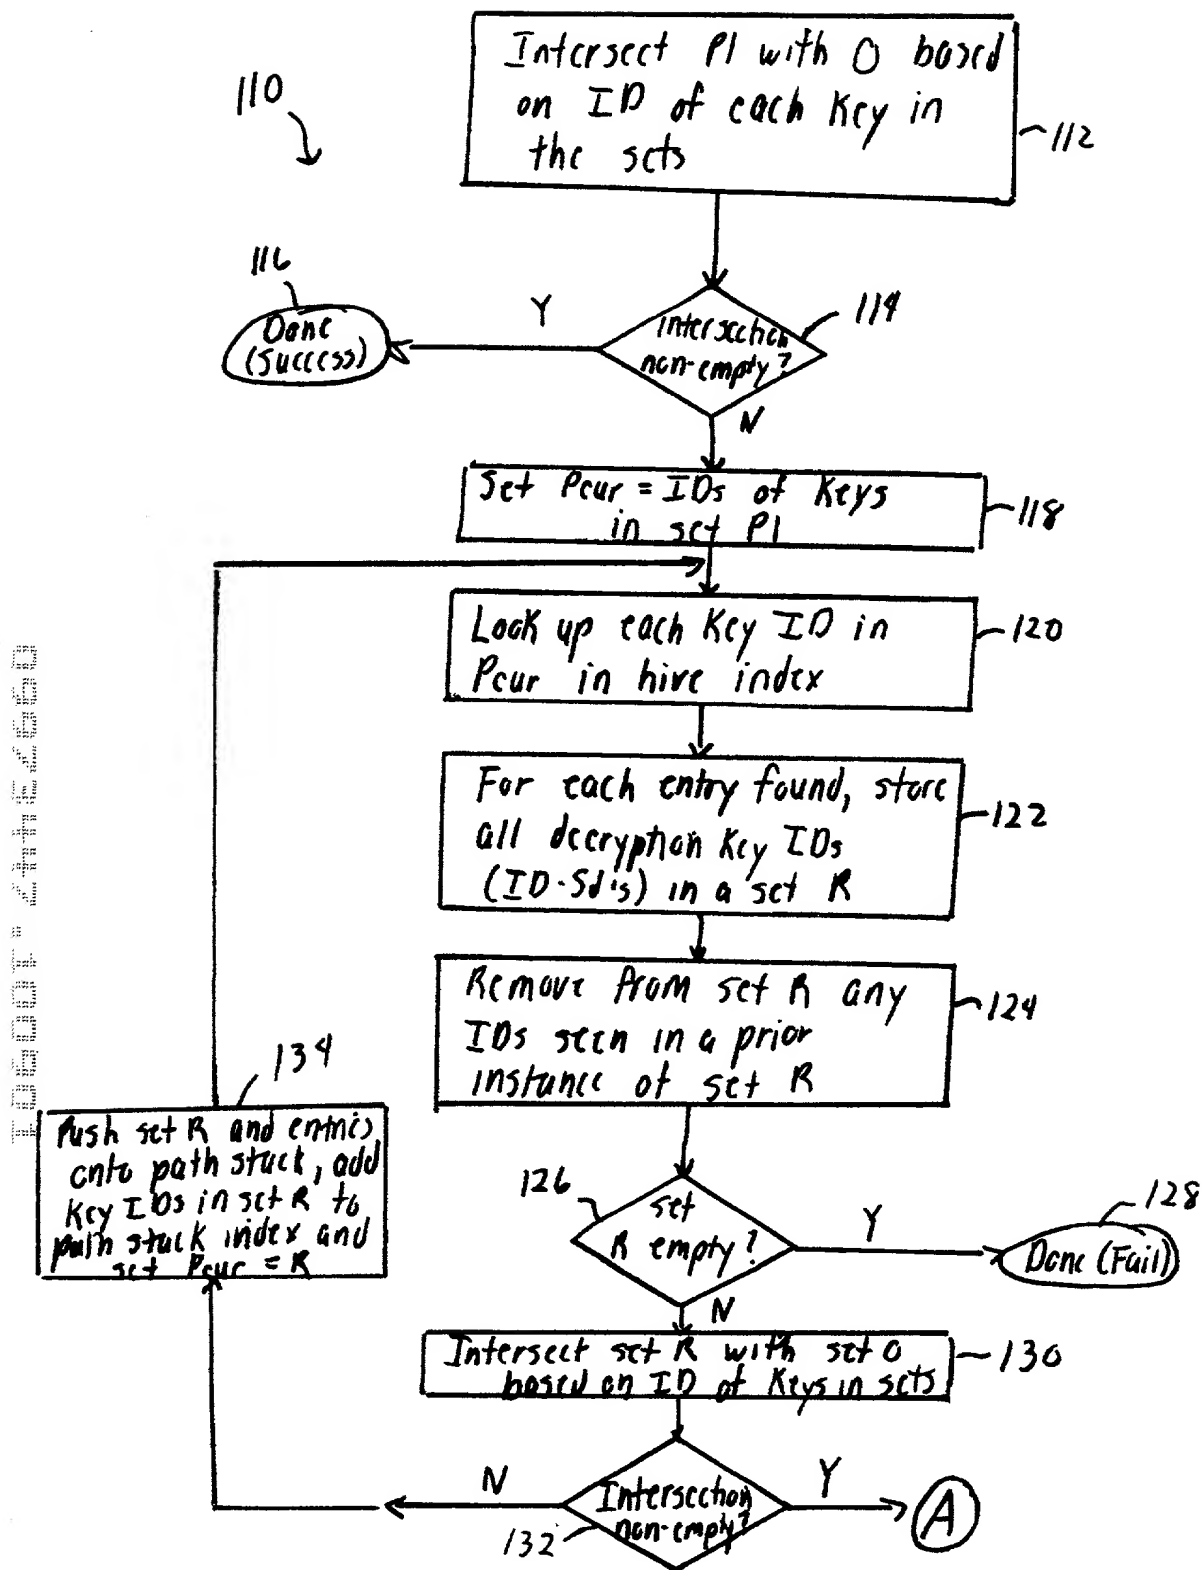 Intersect P1 with O based
on ID of each Key in
the sets
112
110
116
Done
(Success)
Y
Intersection
non-empty?
114
N
Set Pcur = IDs of Keys
in set P1
118
Look up each Key ID in
Pcur in hive index
120
For each entry found, store
all decryption Key IDs
(ID-Sd's) in a set R
122
Remove from set R any
IDs seen in a prior
instance of set R
124
134
Push set R and entries
onto path stack, add
Key IDs in set R to
path stack index and
set Pcur = R
126
set
R empty?
Y
128
Done (Fail)
N
Intersect set R with set O
based on ID of Keys in sets
130
N
Intersection
non-empty?
132
Y
A